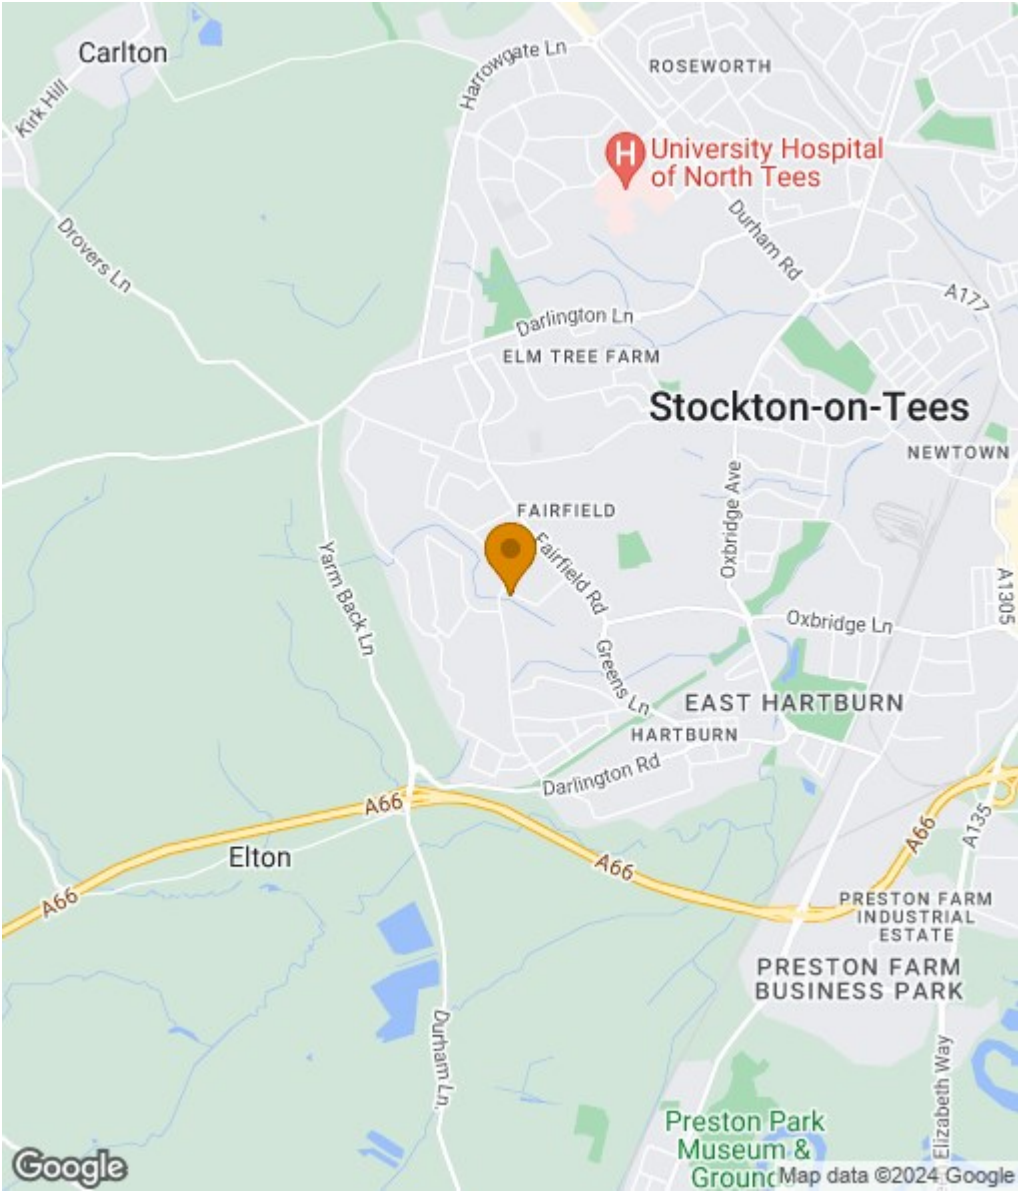 Carlton
Harrowgate Ln
ROSEWORTH
Kirk Hill
University Hospital
of North Tees
Durham Rd
Drovers Ln
A177
Darlington Ln
ELM TREE FARM
Stockton-on-Tees
NEWTOWN
Oxbridge Ave
FAIRFIELD
Fairfield Rd
Yarm Back Ln
A1305
Oxbridge Ln
Greens Ln
EAST HARTBURN
HARTBURN
Darlington Rd
A66
Elton
A66
A66
A135
A66
PRESTON FARM
INDUSTRIAL
ESTATE
PRESTON FARM
BUSINESS PARK
Durham Ln.
Elizabeth Way
Preston Park
Museum &
Google
Map data ©2024 Google